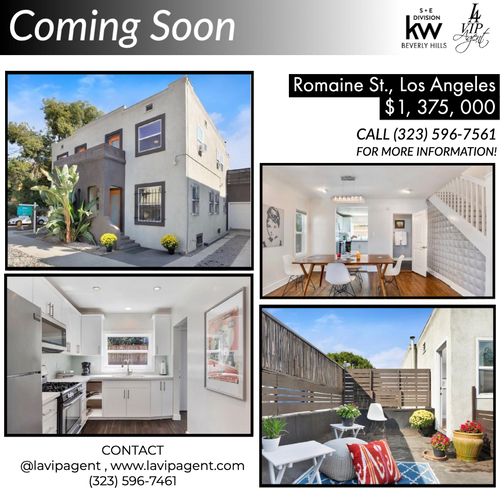 Coming Soon
S+E
DIVISION
kw
BEVERLY HILLS
LA
VIP
Agent
Romaine St., Los Angeles
$1, 375, 000
CALL (323) 596-7561
FOR MORE INFORMATION!
CONTACT
@lavipagent , www.lavipagent.com
(323) 596-7461